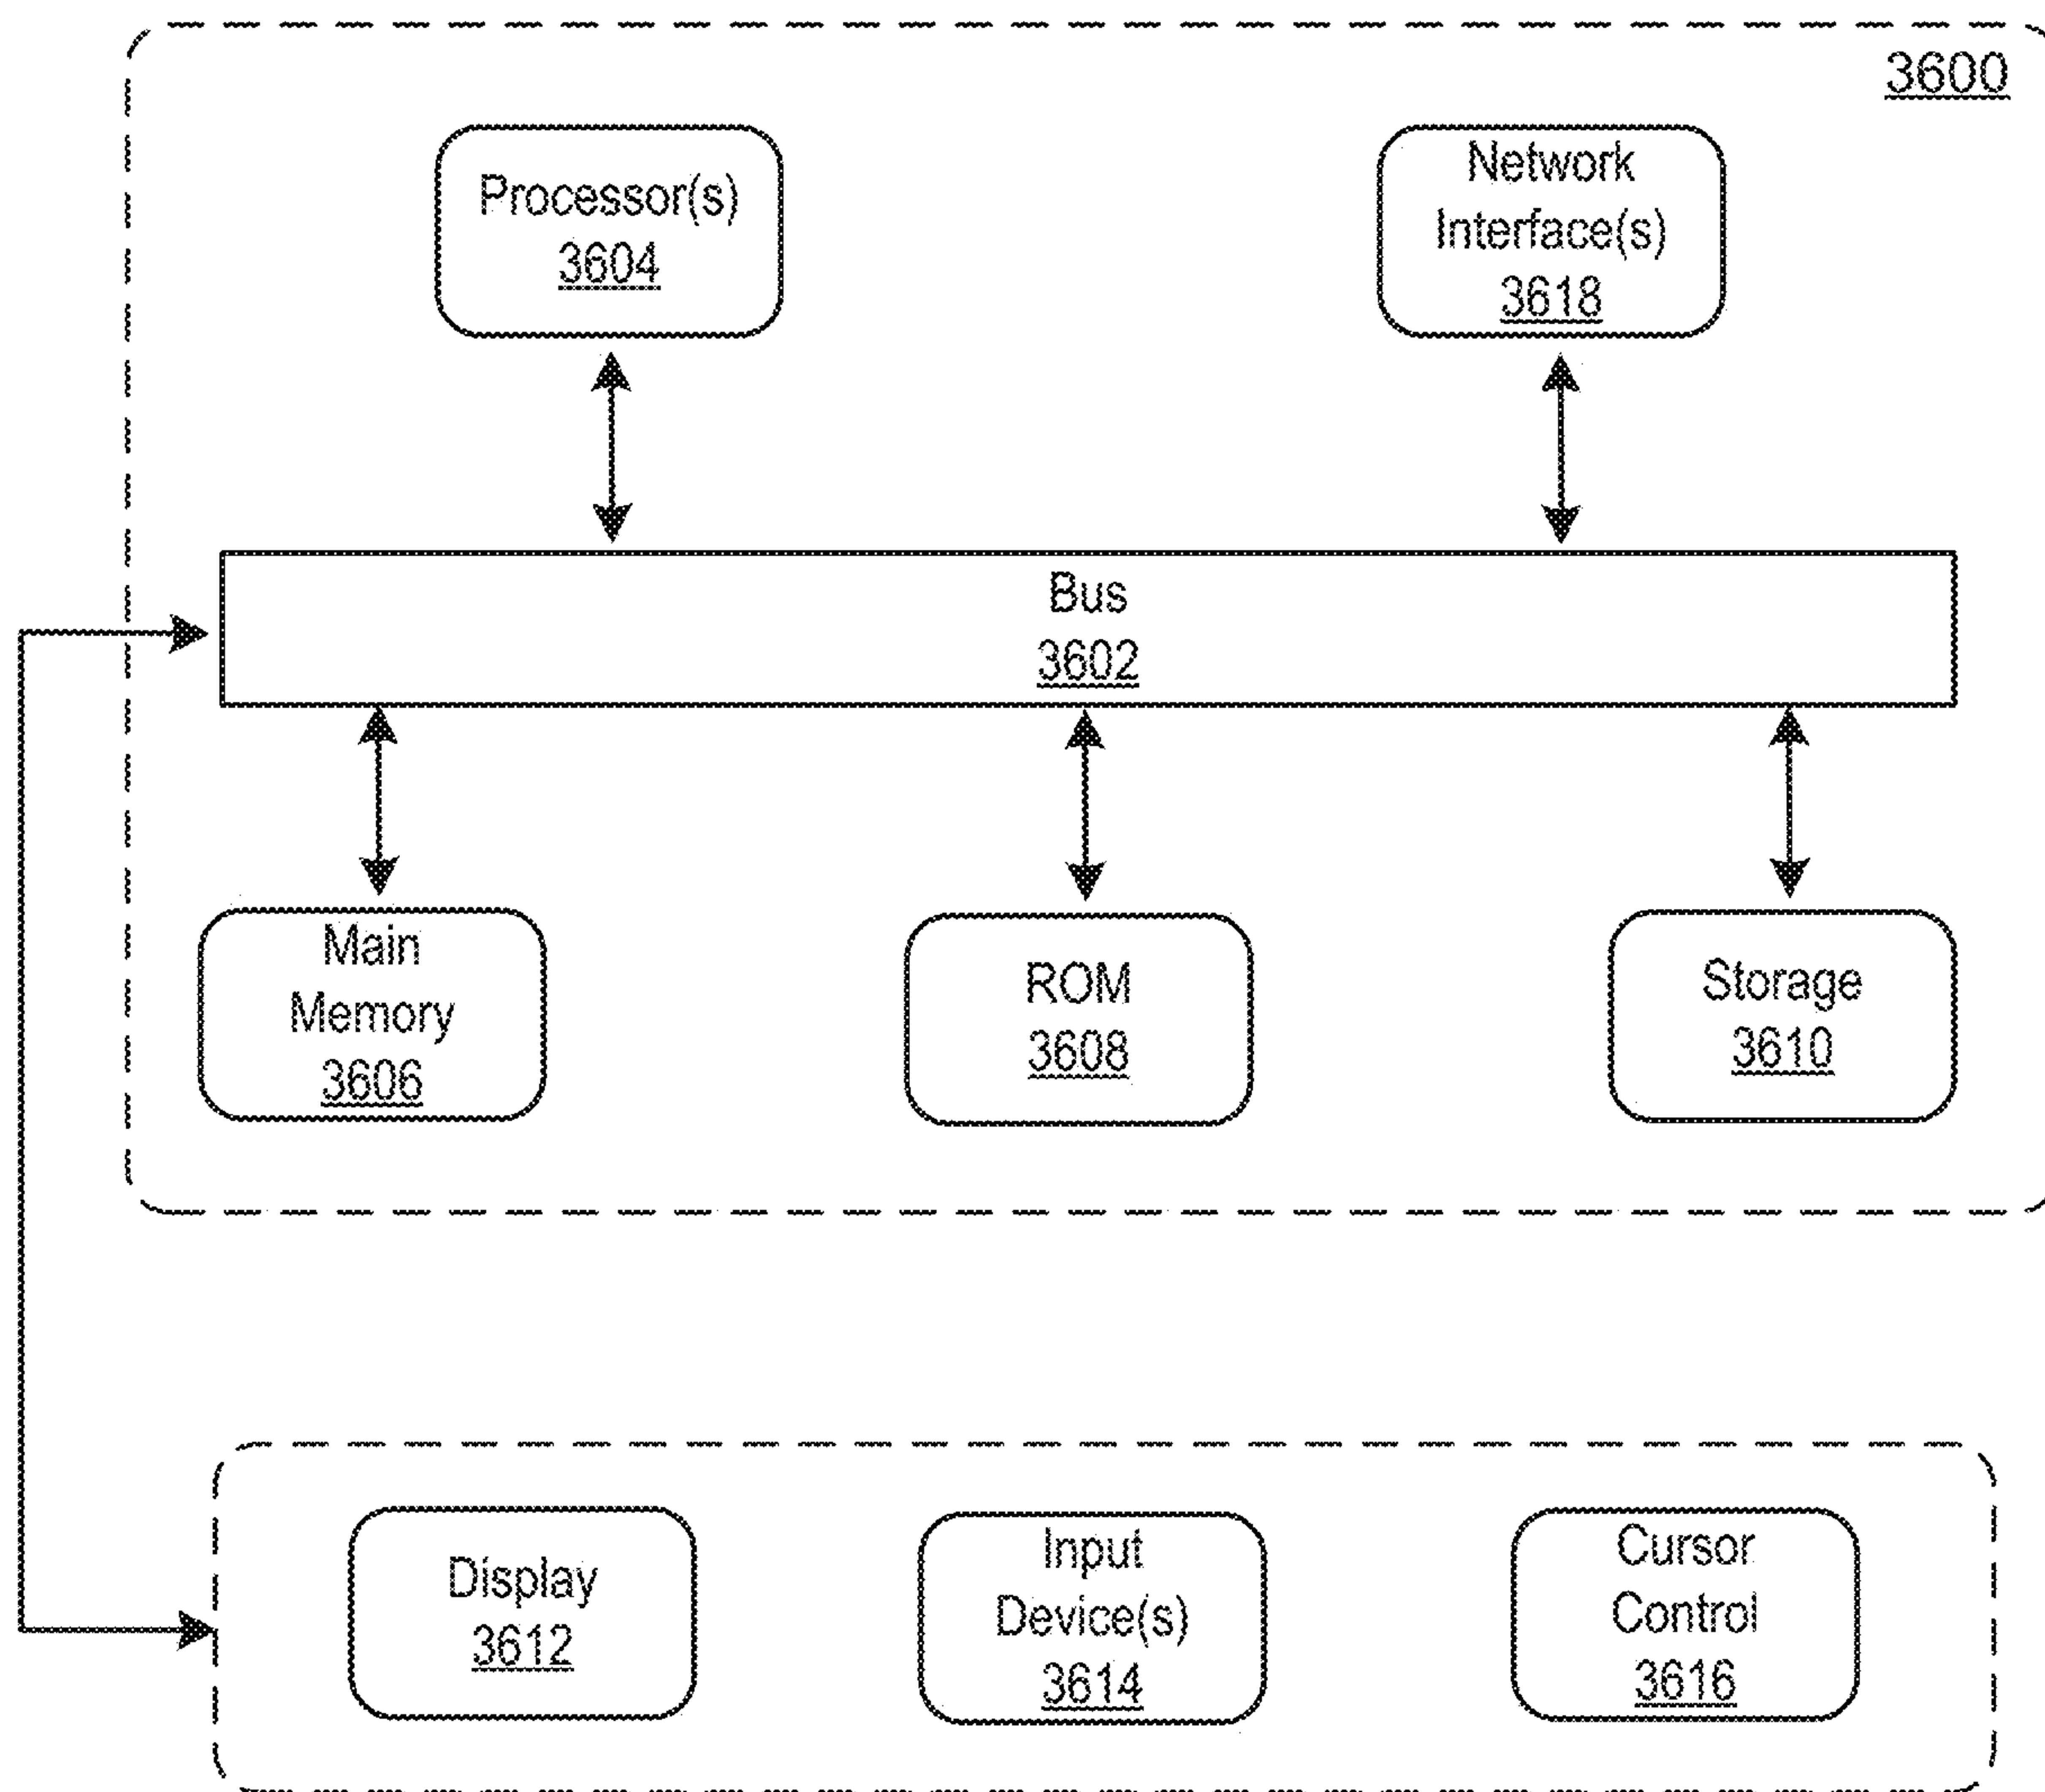 3600
Processor(s)
3604
Network
Interface(s)
3618
Bus
3602
Main
Memory
3606
ROM
3608
Storage
3610
Display
3612
Input
Device(s)
3614
Cursor
Control
3616